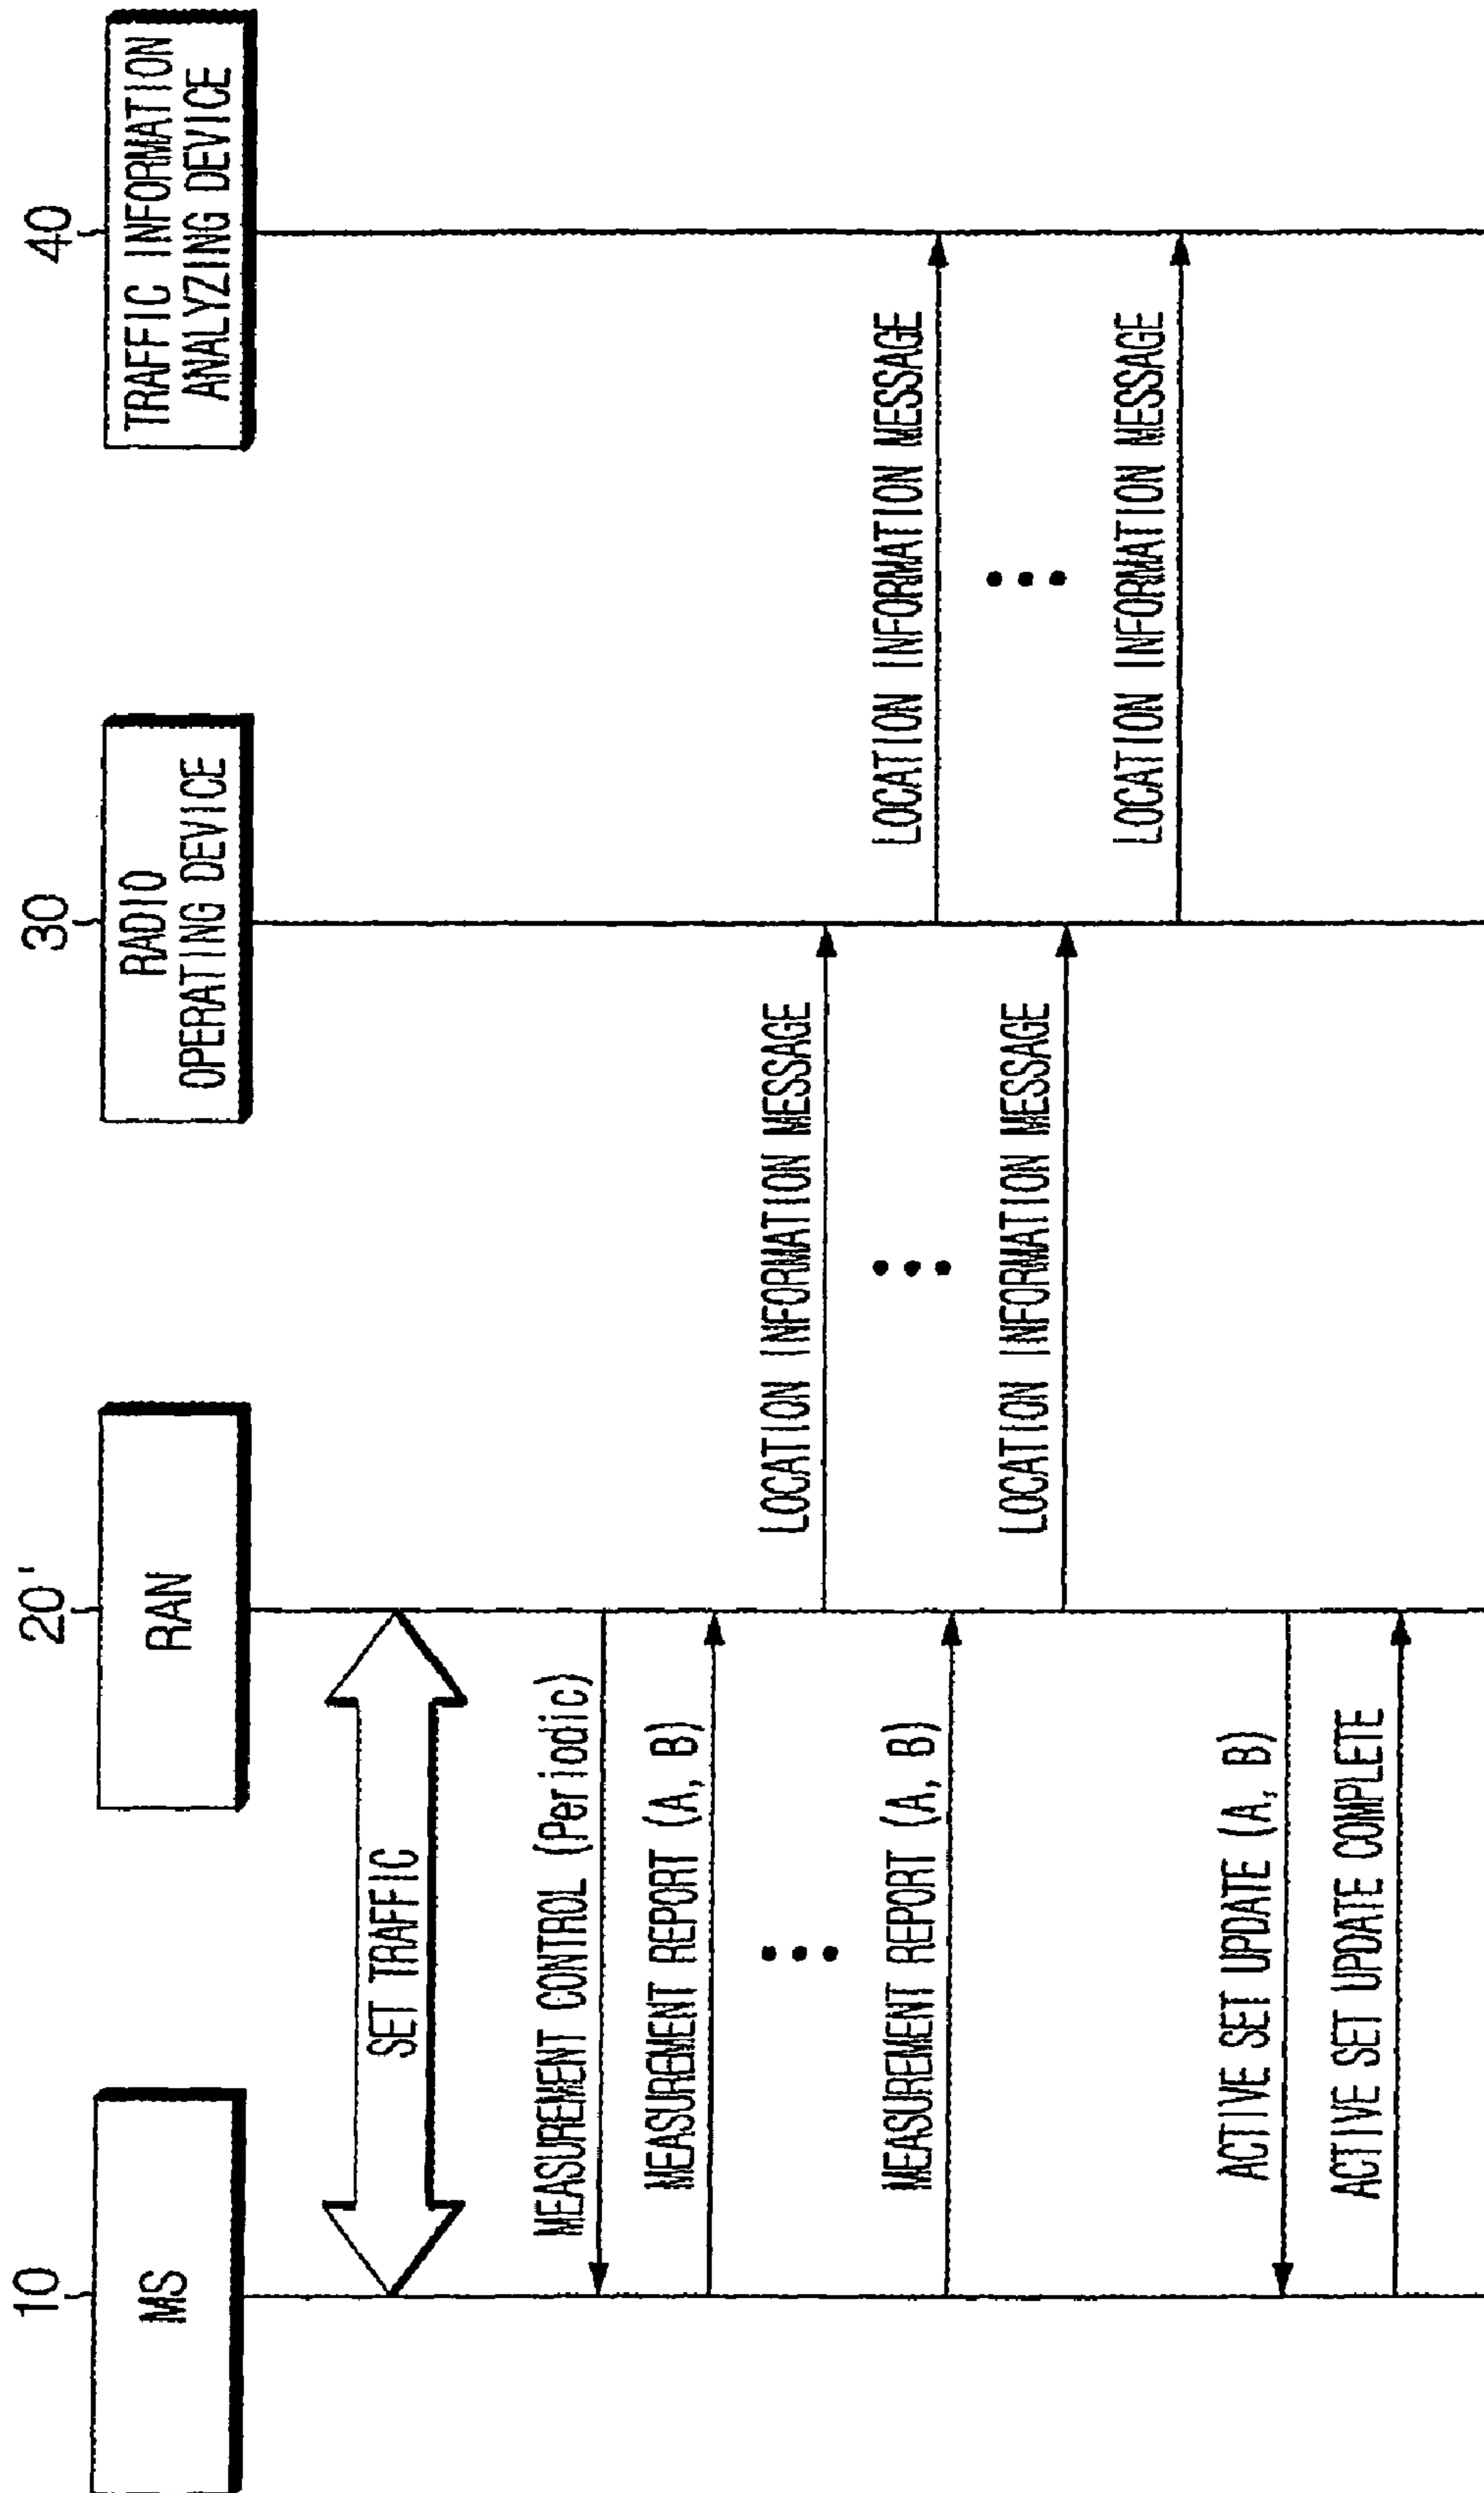 10
MS
20'
RAN
30
RADIO
OPERATING DEVICE
40
TRAFFIC INFORMATION
ANALYZING DEVICE
SET TRAFFIC
MEASUREMENT CONTROL (Periodic)
MEASUREMENT REPORT (A, B)
LOCATION INFORMATION MESSAGE
LOCATION INFORMATION MESSAGE
MEASUREMENT REPORT (A, B)
LOCATION INFORMATION MESSAGE
LOCATION INFORMATION MESSAGE
ACTIVE SET UPDATE (A, B)
ACTIVE SET UPDATE COMPLETE